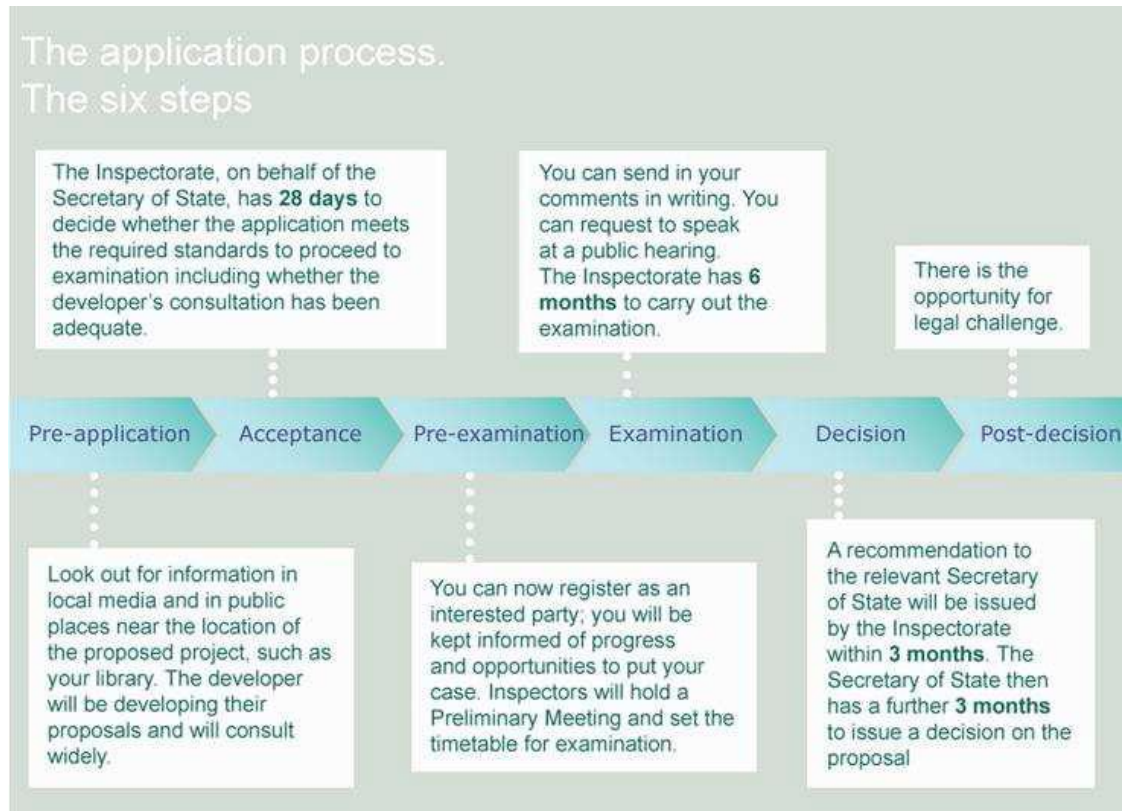 The application process.
The six steps
The Inspectorate, on behalf of the
Secretary of State, has 28 days to
decide whether the application meets
the required standards to proceed to
examination including whether the
developer's consultation has been
adequate.
You can send in your
comments in writing. You
can request to speak
at a public hearing.
The Inspectorate has 6
months to carry out the
examination.
There is the
opportunity for
legal challenge.
Pre-application
Acceptance
Pre-examination
Examination
Decision
Post-decision
Look out for information in
local media and in public
places near the location of
the proposed project, such as
your library. The developer
will be developing their
proposals and will consult
widely.
You can now register as an
interested party; you will be
kept informed of progress
and opportunities to put your
case. Inspectors will hold a
Preliminary Meeting and set the
timetable for examination.
A recommendation to
the relevant Secretary
of State will be issued
by the Inspectorate
within 3 months. The
Secretary of State then
has a further 3 months
to issue a decision on the
proposal